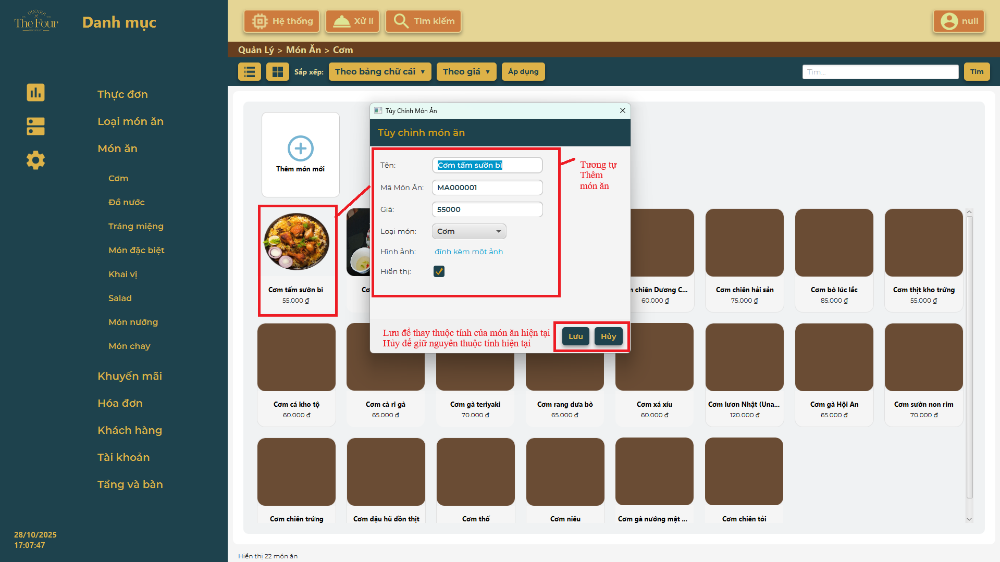 DINNER
The Four
RESTAURANT
Danh mục
Hệ thống
Xử lí
Tìm kiếm
null
Quản Lý > Món Ăn > Cơm
Sắp xếp:
Theo bảng chữ cái ▼
Theo giá ▼
Áp dụng
Tìm...
Tìm
Thực đơn
Loại món ăn
Món ăn
Cơm
Đồ nước
Tráng miệng
Món đặc biệt
Khai vị
Salad
Món nướng
Món chay
Khuyến mãi
Hóa đơn
Khách hàng
Tài khoản
Tầng và bàn
28/10/2025
17:07:47
Thêm món mới
Tùy Chỉnh Món Ăn
Tùy chỉnh món ăn
Tên:
Cơm tấm sườn bì
Mã Món Ăn:
MA000001
Giá:
55000
Loại món:
Cơm
Hình ảnh:
đính kèm một ảnh
Hiển thị:
Tương tự
Thêm
món ăn
Lưu để thay thuộc tính của món ăn hiện tại
Hủy để giữ nguyên thuộc tính hiện tại
Lưu
Hủy
Cơm tấm sườn bì
55.000 ₫
Cơ
chiên Dương C...
60.000 ₫
Cơm chiên hải sản
75.000 ₫
Cơm bò lúc lắc
85.000 ₫
Cơm thịt kho trứng
55.000 ₫
Cơm cá kho tộ
60.000 ₫
Cơm cà ri gà
65.000 ₫
Cơm gà teriyaki
70.000 ₫
Cơm rang dưa bò
65.000 ₫
Cơm xá xíu
60.000 ₫
Cơm lươn Nhật (Una...
120.000 ₫
Cơm gà Hội An
65.000 ₫
Cơm sườn non rim
70.000 ₫
Cơm chiên trứng
Cơm đậu hũ dồn thịt
Cơm thố
Cơm niêu
Cơm gà nướng mật ...
Cơm chiên tỏi
Hiển thị 22 món ăn